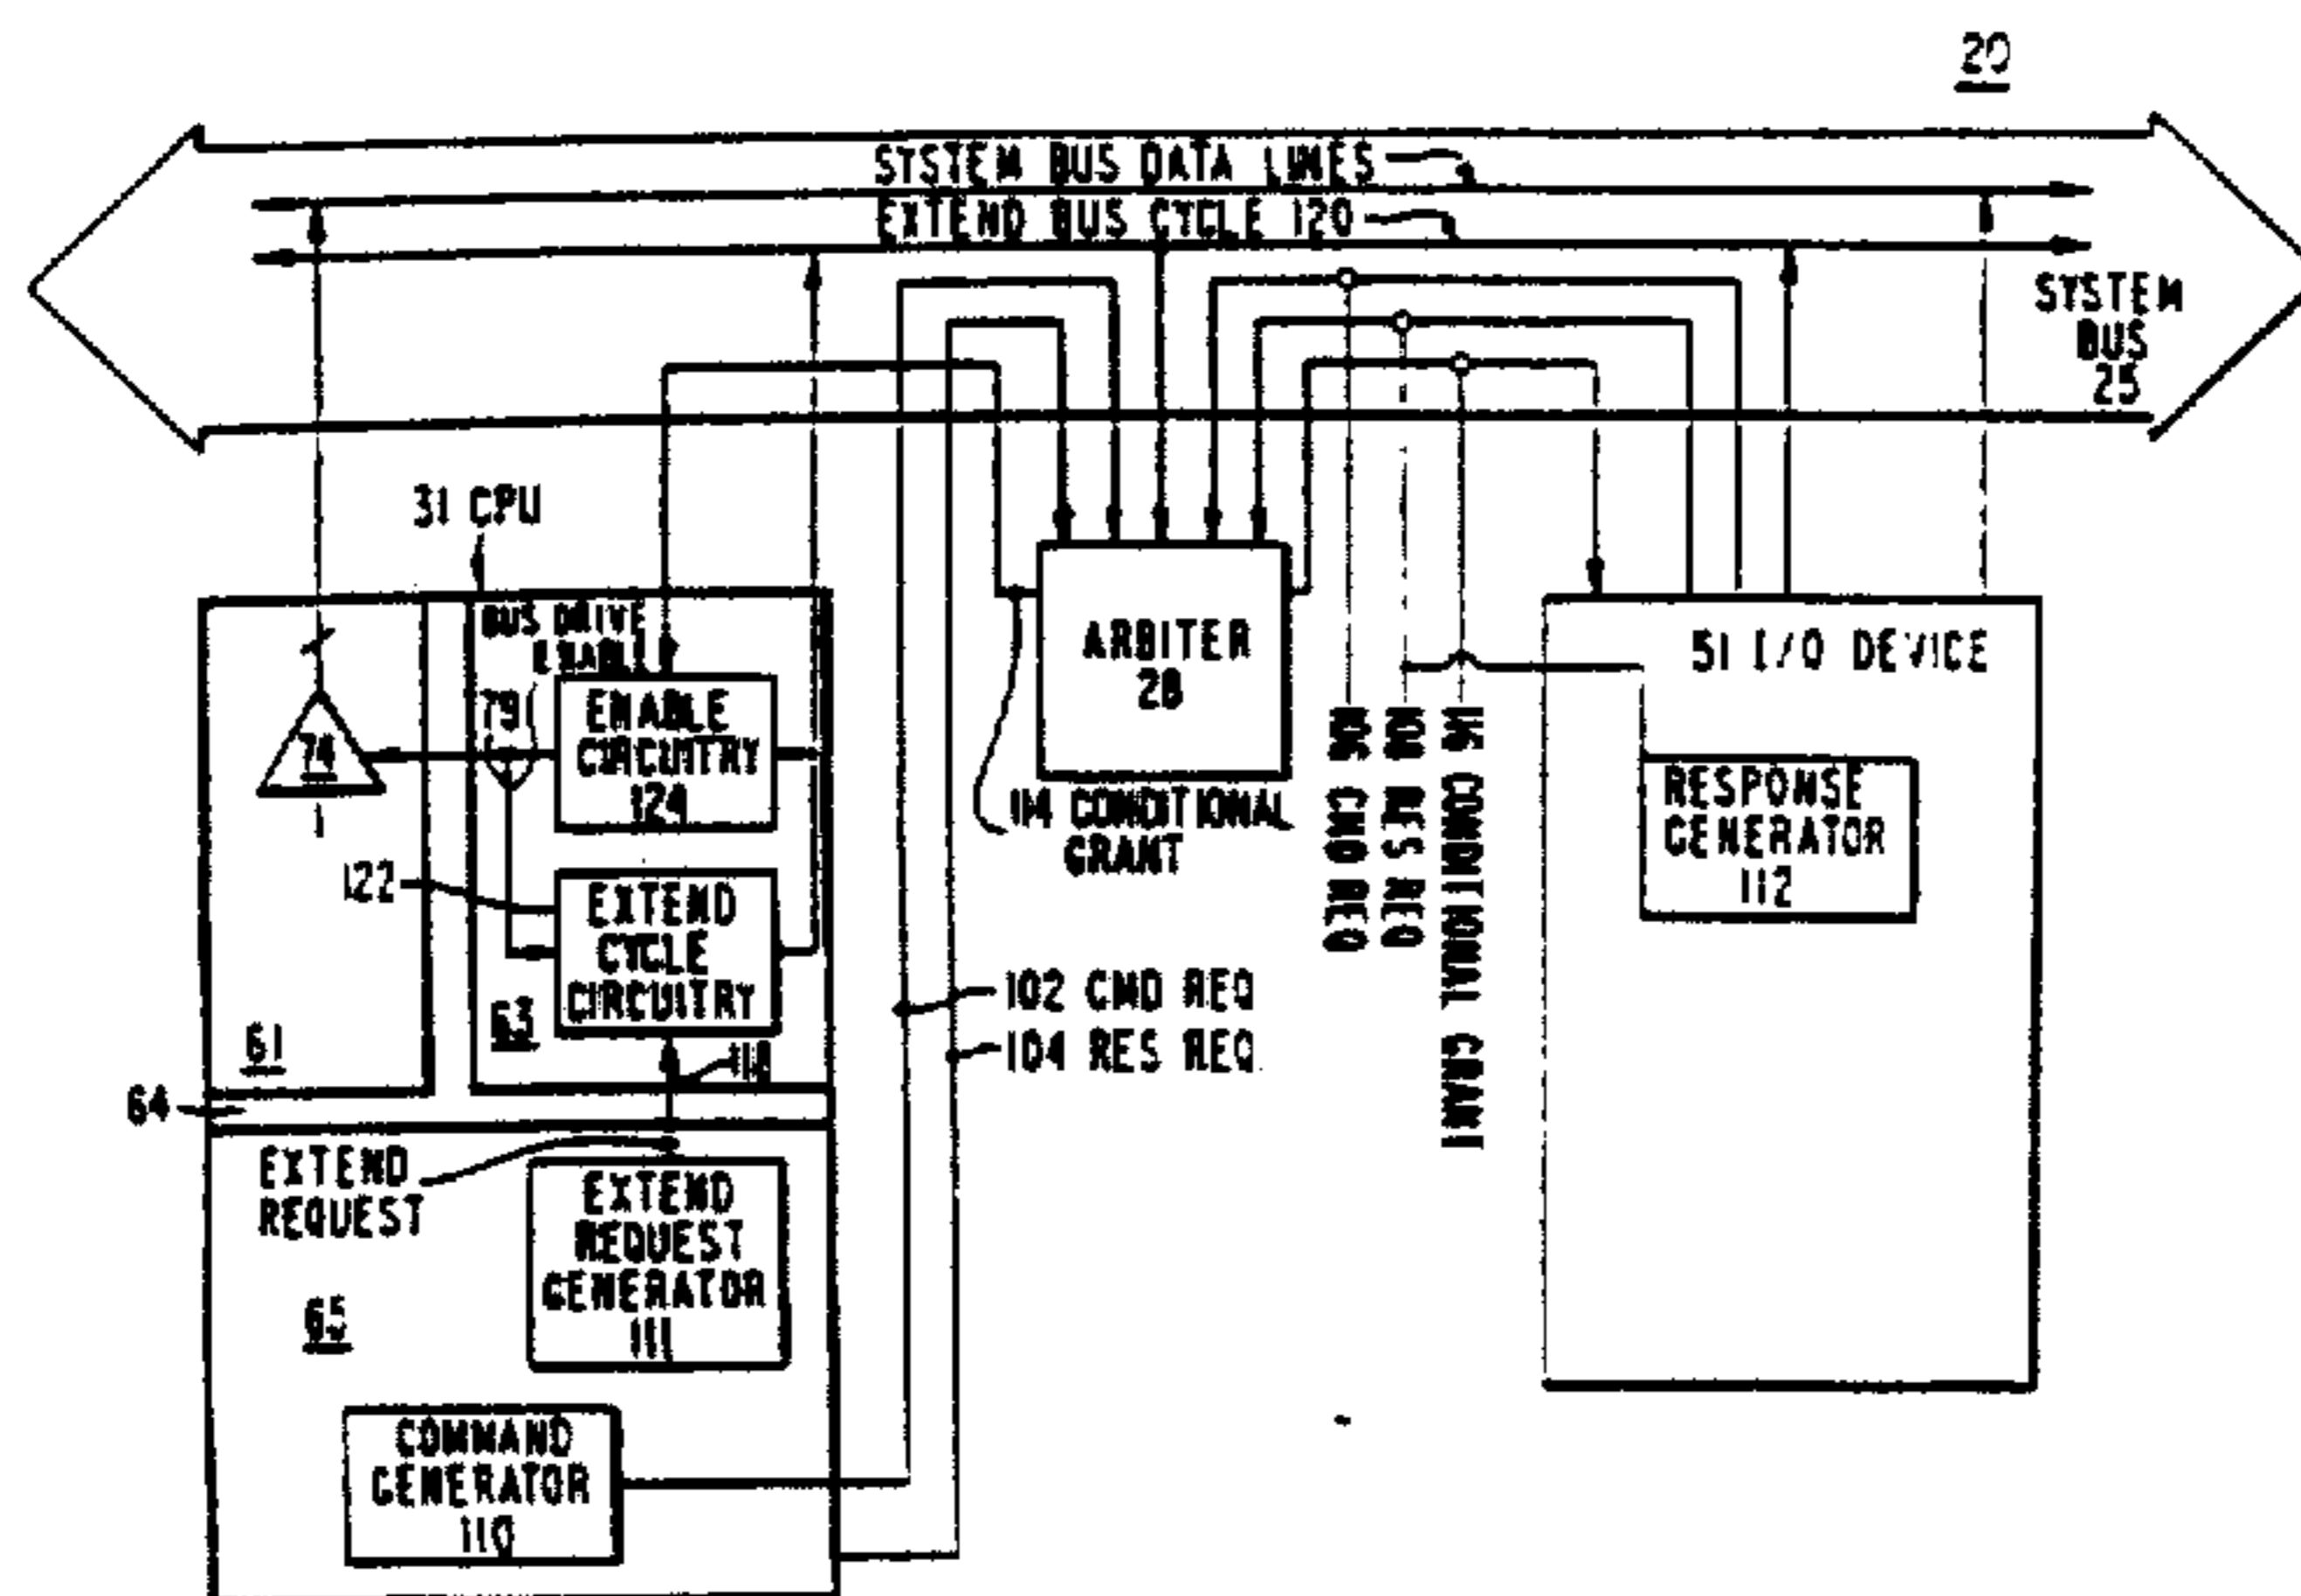 20
SYSTEM BUS DATA LINES
EXTEND BUS CYCLE 120
SYSTEM
BUS
25
31 CPU
BUS DRIVE
ENABLE
79
74
ENABLE
CIRCUITRY
124
ARBITER
28
114 CONDITIONAL
GRANT
106 CMD REQ
108 RES REQ
116 CONDITIONAL GRANT
51 I/O DEVICE
RESPONSE
GENERATOR
112
122
EXTEND
CYCLE
CIRCUITRY
63
118
61
64
102 CMD REQ
104 RES REQ
EXTEND
REQUEST
EXTEND
REQUEST
GENERATOR
111
65
COMMAND
GENERATOR
110